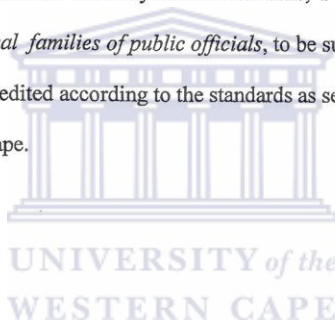 al families of public officials, to be su
edited according to the standards as se
ape.
UNIVERSITY of the
WESTERN CAPE